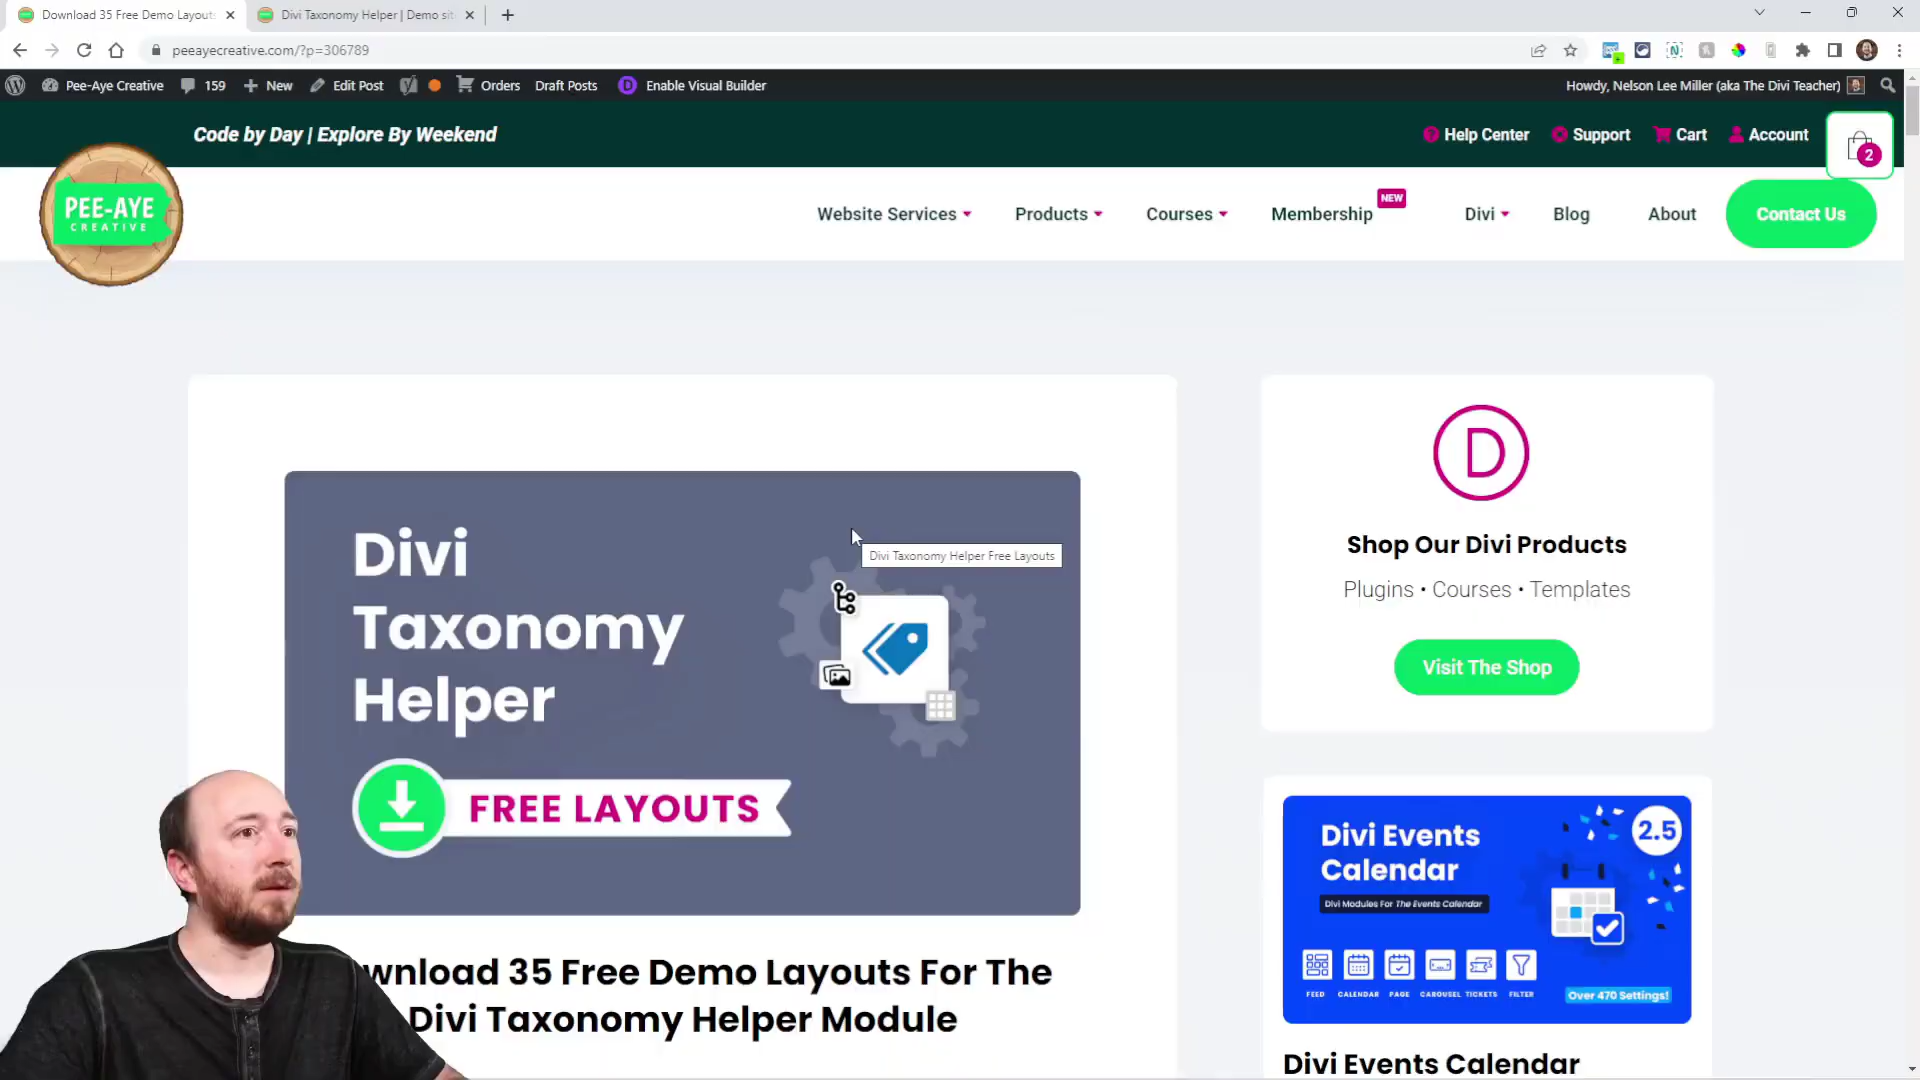 Download 35 Free Demo Layouts
Divi Taxonomy Helper | Demo sit
peeayecreative.com/?p=306789
Pee-Aye Creative 159 New Edit Post Orders Draft Posts Enable Visual Builder Howdy, Nelson Lee Miller (aka The Divi Teacher)
Code by Day | Explore By Weekend
Help Center Support Cart Account
2
PEE-AYE
CREATIVE
Website Services Products Courses Membership NEW Divi Blog About Contact Us
Divi
Taxonomy
Helper
Divi Taxonomy Helper Free Layouts
FREE LAYOUTS
wnload 35 Free Demo Layouts For The
Divi Taxonomy Helper Module
D
Shop Our Divi Products
Plugins • Courses • Templates
Visit The Shop
Divi Events
Calendar
2.5
Divi Modules For The Events Calendar
FEED CALENDAR PAGE CAROUSEL TICKETS FILTER
Over 470 Settings!
Divi Events Calendar